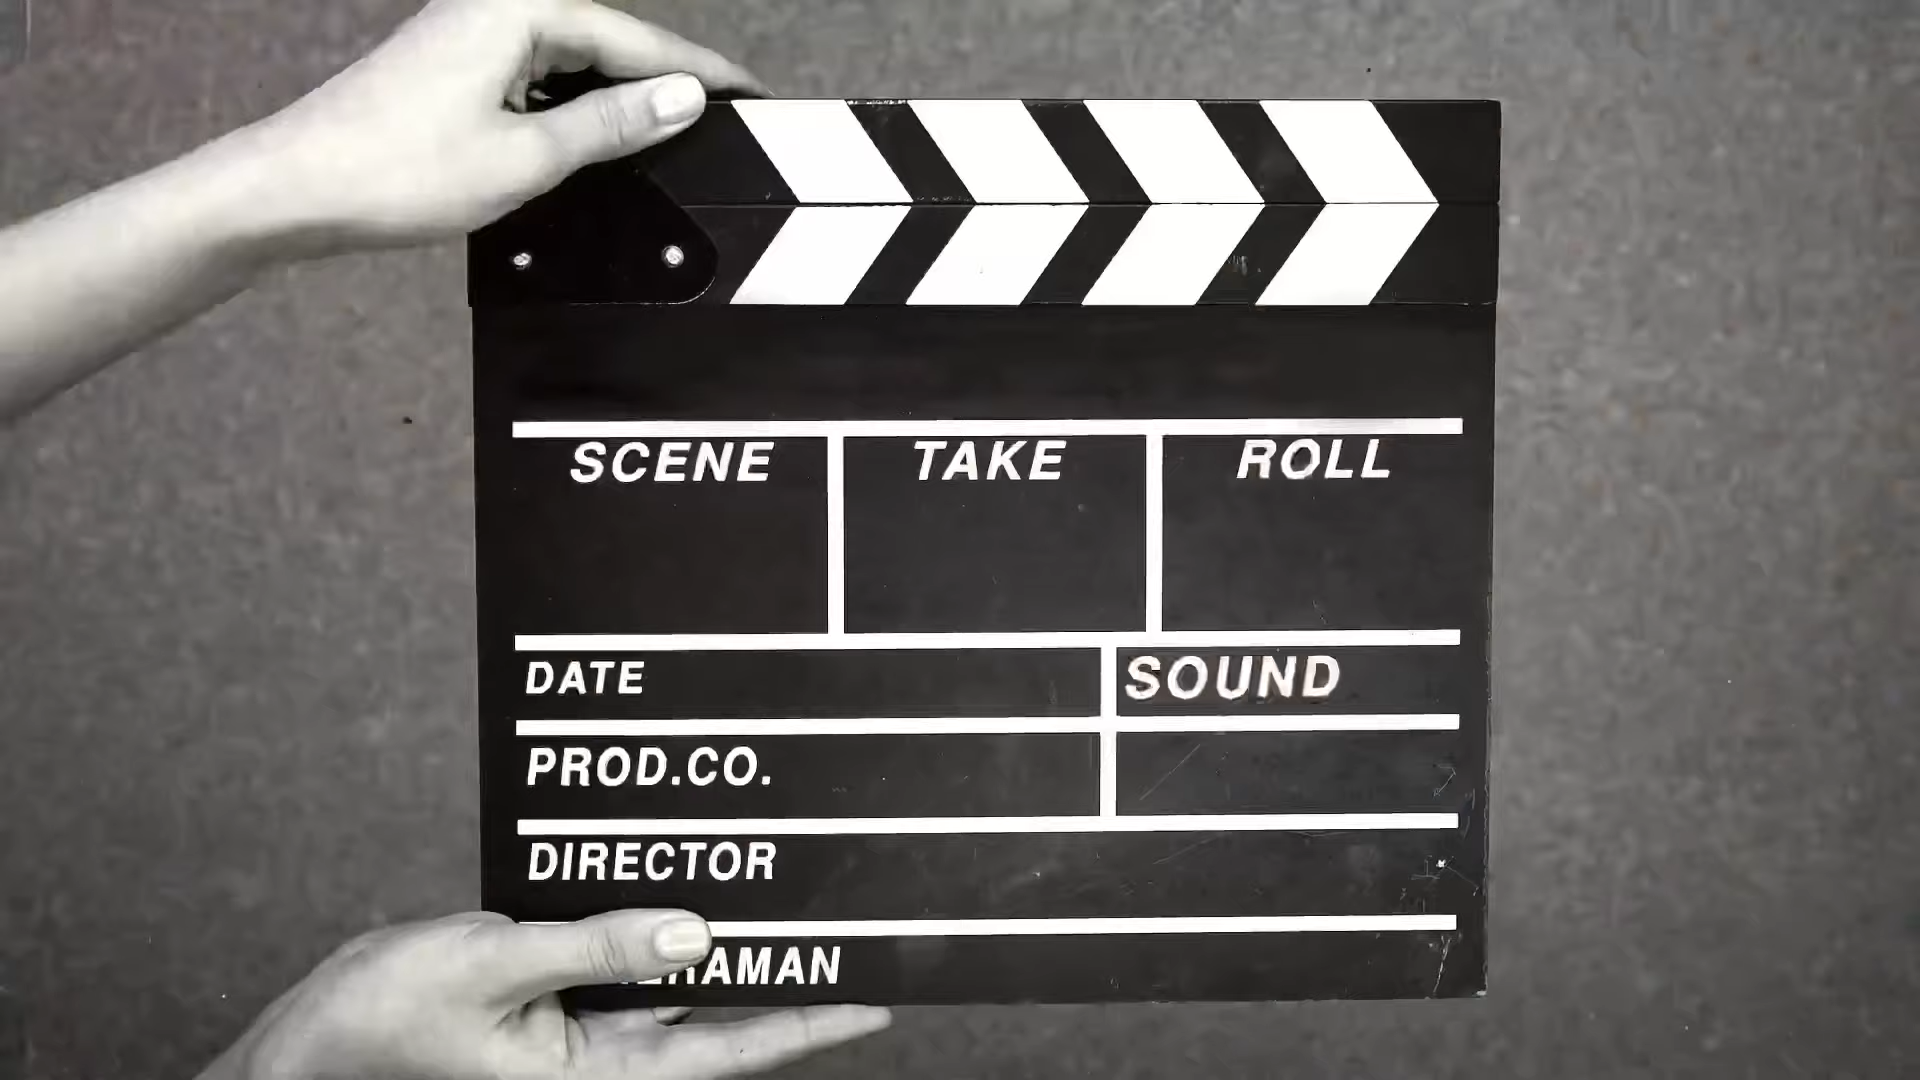 SCENE TAKE ROLL
DATE SOUND
PROD.CO.
DIRECTOR